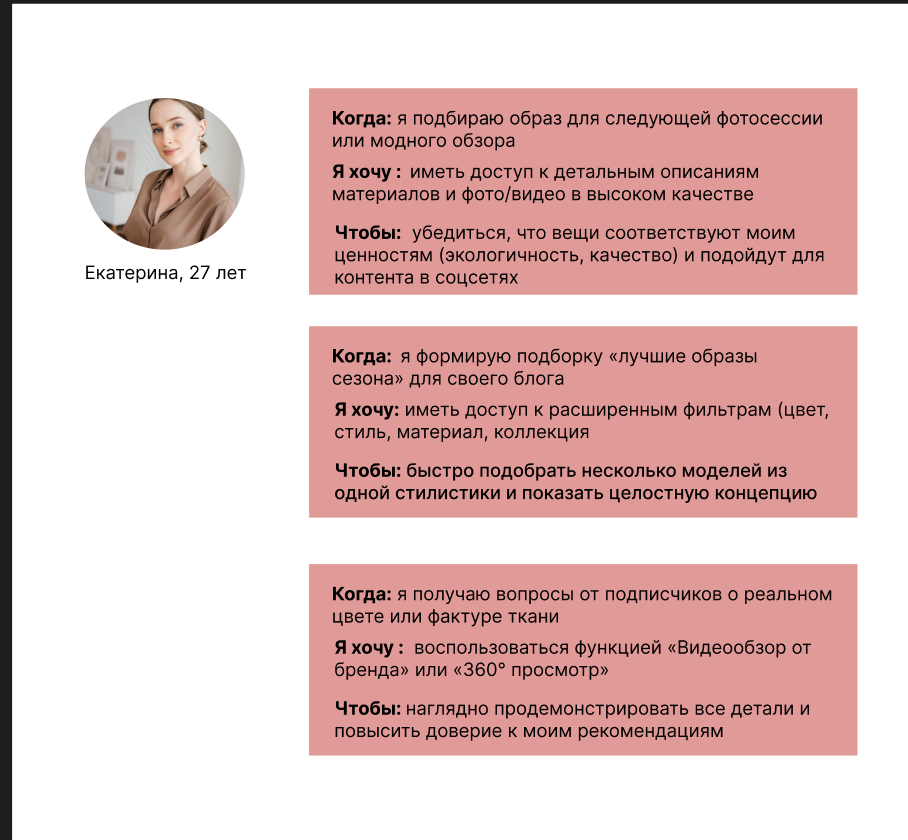 Екатерина, 27 лет
Когда: я подбираю образ для следующей фотосессии
или модного обзора
Я хочу : иметь доступ к детальным описаниям
материалов и фото/видео в высоком качестве
Чтобы: убедиться, что вещи соответствуют моим
ценностям (экологичность, качество) и подойдут для
контента в соцсетях
Когда: я формирую подборку «лучшие образы
сезона» для своего блога
Я хочу: иметь доступ к расширенным фильтрам (цвет,
стиль, материал, коллекция
Чтобы: быстро подобрать несколько моделей из
одной стилистики и показать целостную концепцию
Когда: я получаю вопросы от подписчиков о реальном
цвете или фактуре ткани
Я хочу : воспользоваться функцией «Видеообзор от
бренда» или «360° просмотр»
Чтобы: наглядно продемонстрировать все детали и
повысить доверие к моим рекомендациям